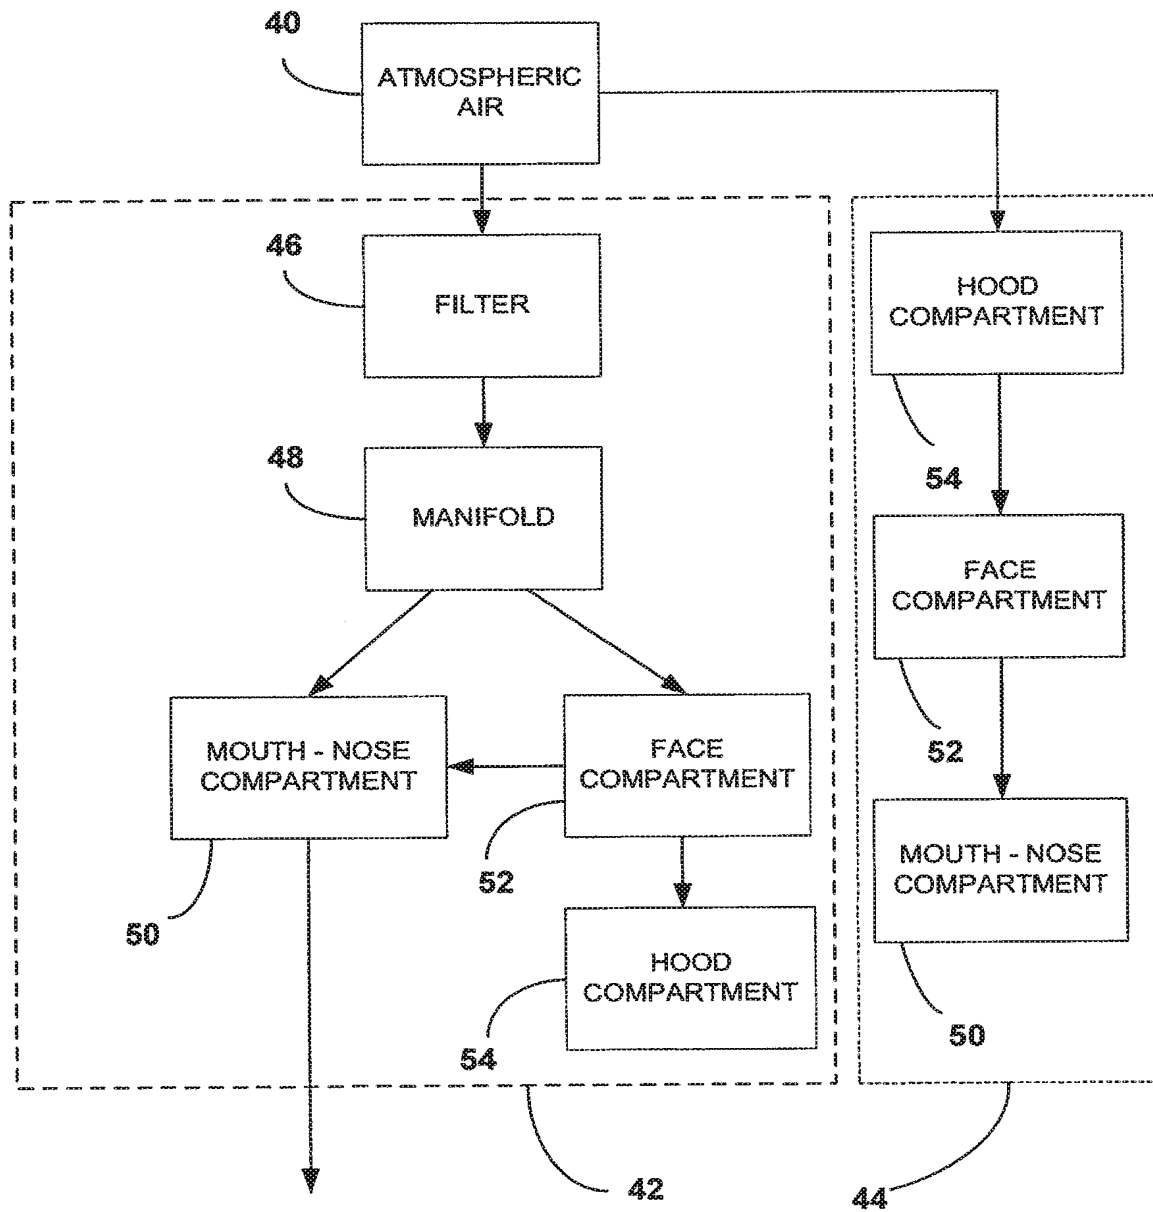 40
ATMOSPHERIC
AIR
46
FILTER
48
MANIFOLD
MOUTH - NOSE
COMPARTMENT
50
FACE
COMPARTMENT
52
HOOD
COMPARTMENT
54
42
HOOD
COMPARTMENT
54
FACE
COMPARTMENT
52
MOUTH - NOSE
COMPARTMENT
50
44